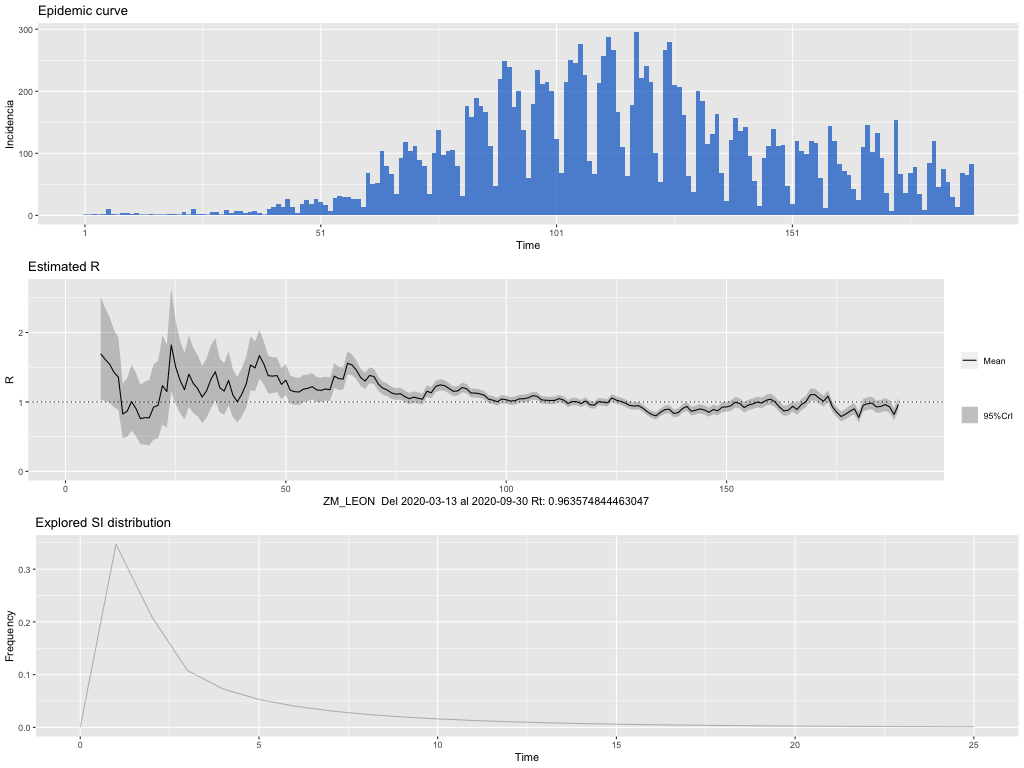 Epidemic curve
300
200
100
0
Incidencia
1 51 101 151
Time
Estimated R
2
1
0
R
0 50 100 150
ZM_LEON Del 2020-03-13 al 2020-09-30 Rt: 0.963574844463047
Mean
95%CrI
Explored SI distribution
0.3
0.2
0.1
0.0
Frequency
0 5 10 15 20 25
Time